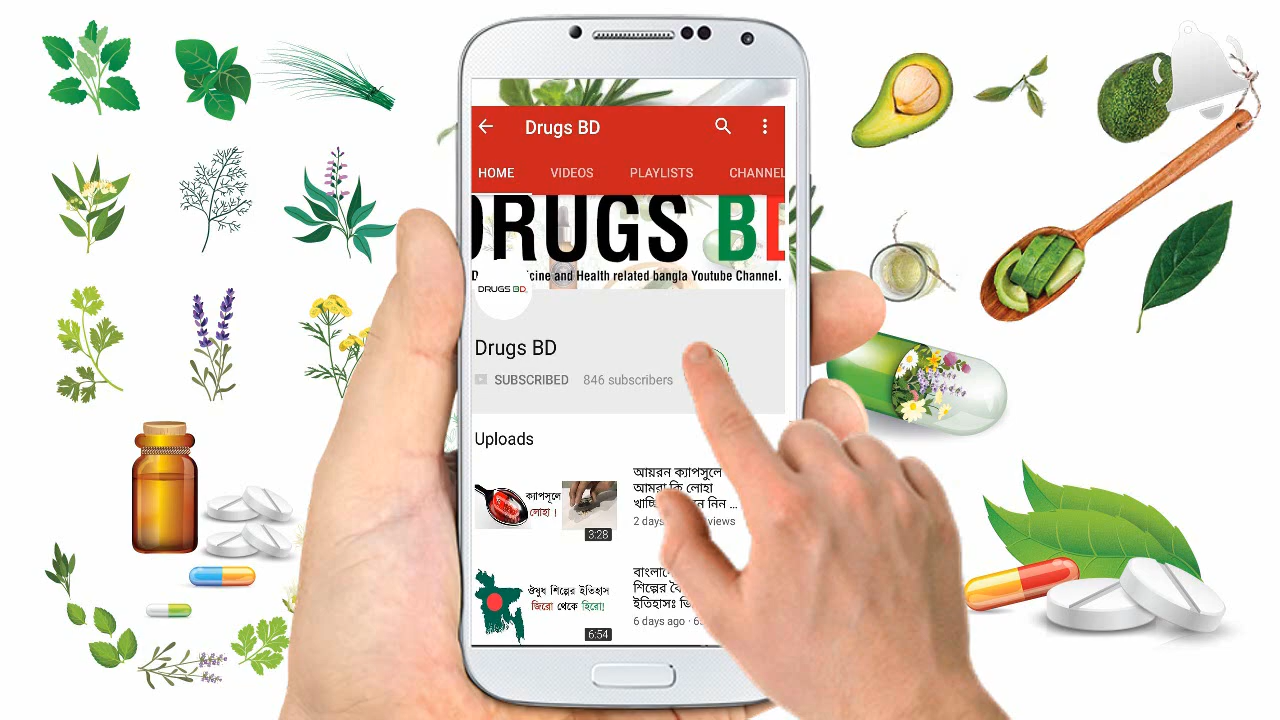 Drugs BD
HOME VIDEOS PLAYLISTS CHANNEL
DRUGS BD
cine and Health related bangla Youtube Channel.
DRUGS BD
Drugs BD
SUBSCRIBED 846 subscribers
Uploads
ক্যাপসুলে
লোহা !
3:28
আয়রন ক্যাপসুলে
আমরা কি লোহা
নিন ...
2 days views
ঔষুধ শিল্পের ইতিহাস
জিরো থেকে হিরো!
6:54
শিল্পের
ইতিহাসঃ
6 days ago